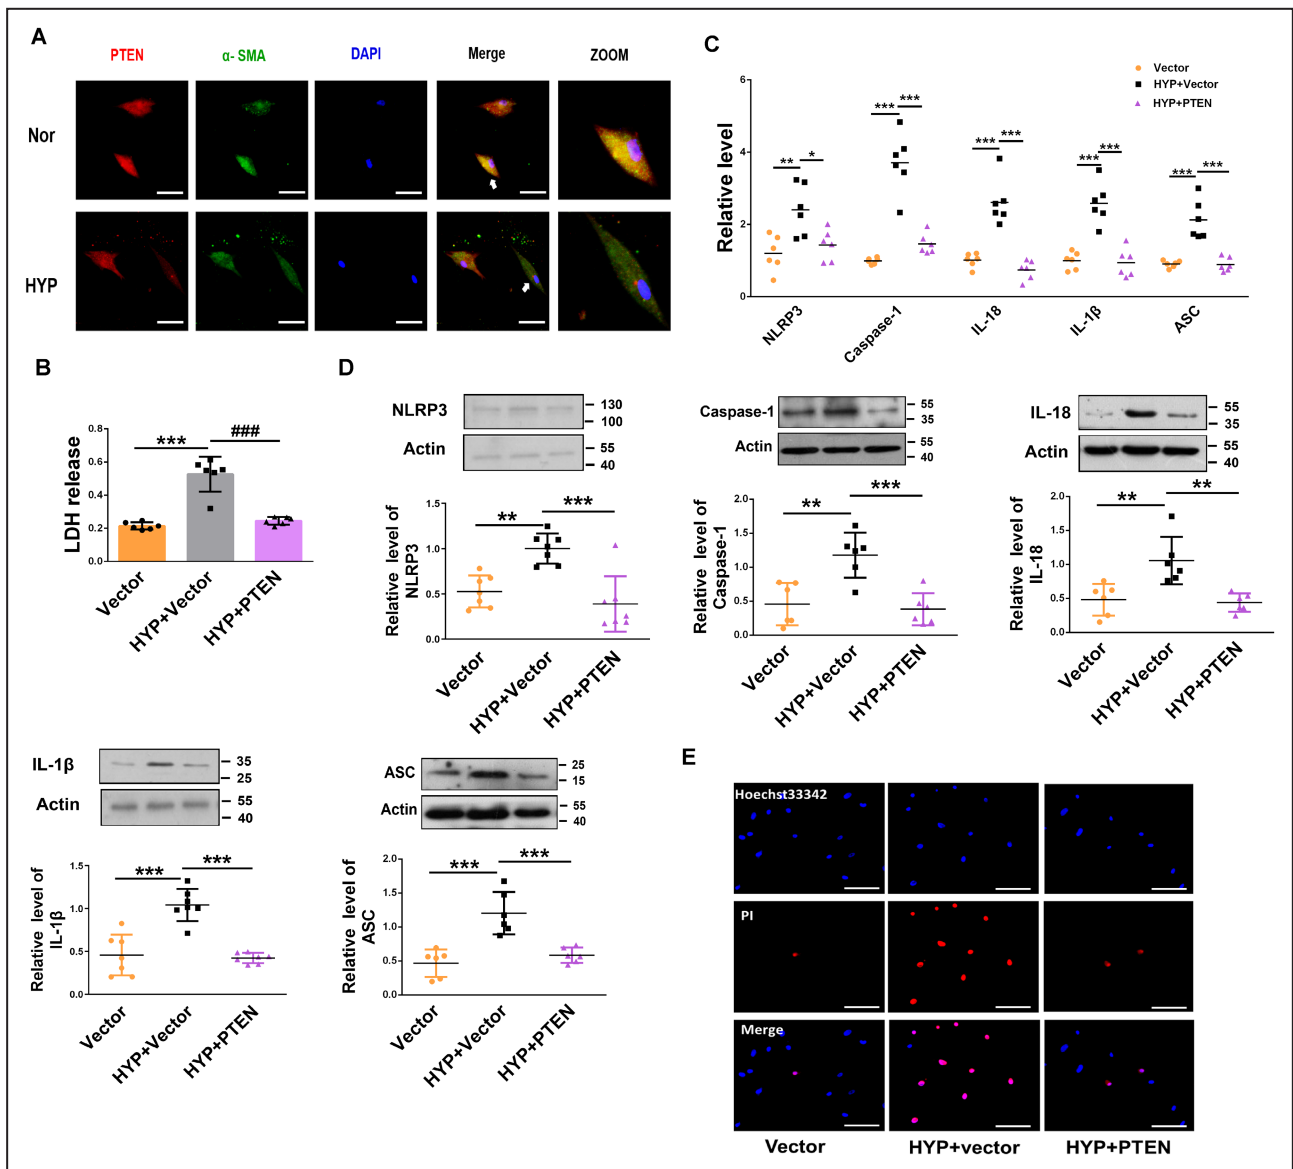 A
PTEN α- SMA DAPI Merge ZOOM
Nor
HYP
C
Vector
HYP+Vector
HYP+PTEN
Relative level
6
4
2
0
** * *** *** *** *** *** *** *** ***
NLRP3 Caspase-1 IL-18 IL-1β ASC
B
LDH release
0.8
0.6
0.4
0.2
0.0
*** ###
Vector HYP+Vector HYP+PTEN
D
NLRP3 130
100
Actin 55
40
Relative level of
NLRP3
1.5
1.0
0.5
0.0
** ***
Vector HYP+Vector HYP+PTEN
Caspase-1 55
35
Actin 55
40
Relative level of
Caspase-1
2.0
1.5
1.0
0.5
0.0
** ***
Vector HYP+Vector HYP+PTEN
IL-18 55
35
Actin 55
40
Relative level of
IL-18
2.0
1.5
1.0
0.5
0.0
** **
Vector HYP+Vector HYP+PTEN
IL-1β 35
25
Actin 55
40
Relative level of
IL-1β
1.5
1.0
0.5
0.0
*** ***
Vector HYP+Vector HYP+PTEN
ASC 25
15
Actin 55
40
Relative level of
ASC
2.0
1.5
1.0
0.5
0.0
*** ***
Vector HYP+Vector HYP+PTEN
E
Hoechst33342
PI
Merge
Vector HYP+vector HYP+PTEN